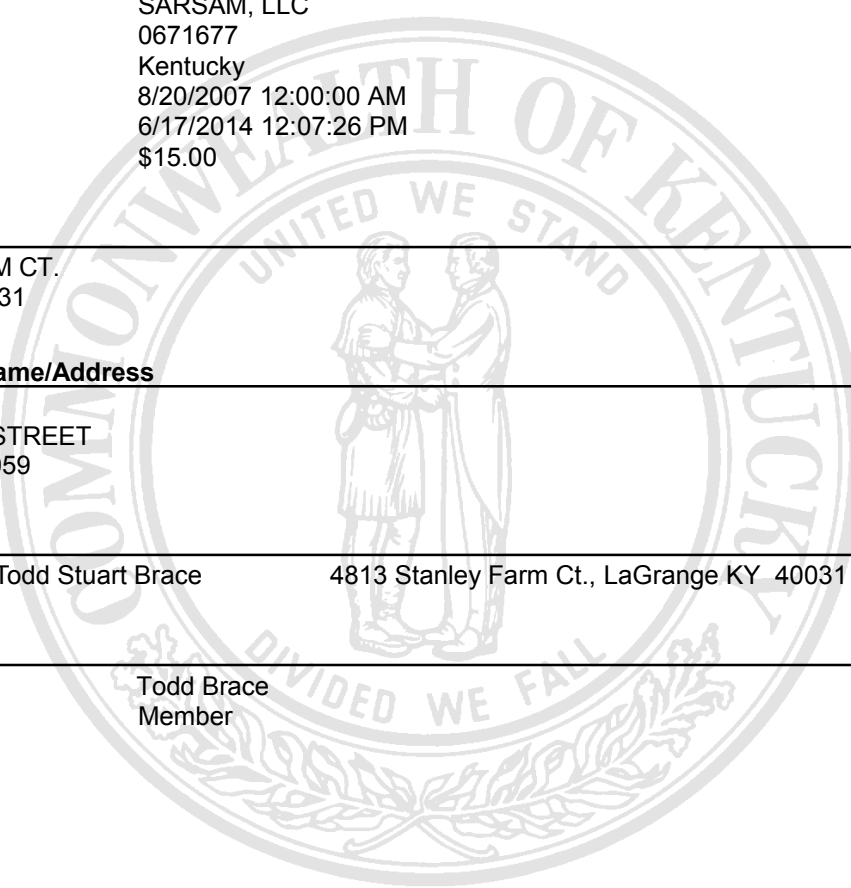 SARSAM, LLC
0671677
Kentucky
8/20/2007 12:00:00 AM
6/17/2014 12:07:26 PM
$15.00
COMMONWEALTH OF KENTUCKY
UNITED WE STAND
M CT.
31
ame/Address
STREET
059
Todd Stuart Brace 4813 Stanley Farm Ct., LaGrange KY 40031
DIVIDED WE FALL
Todd Brace
Member